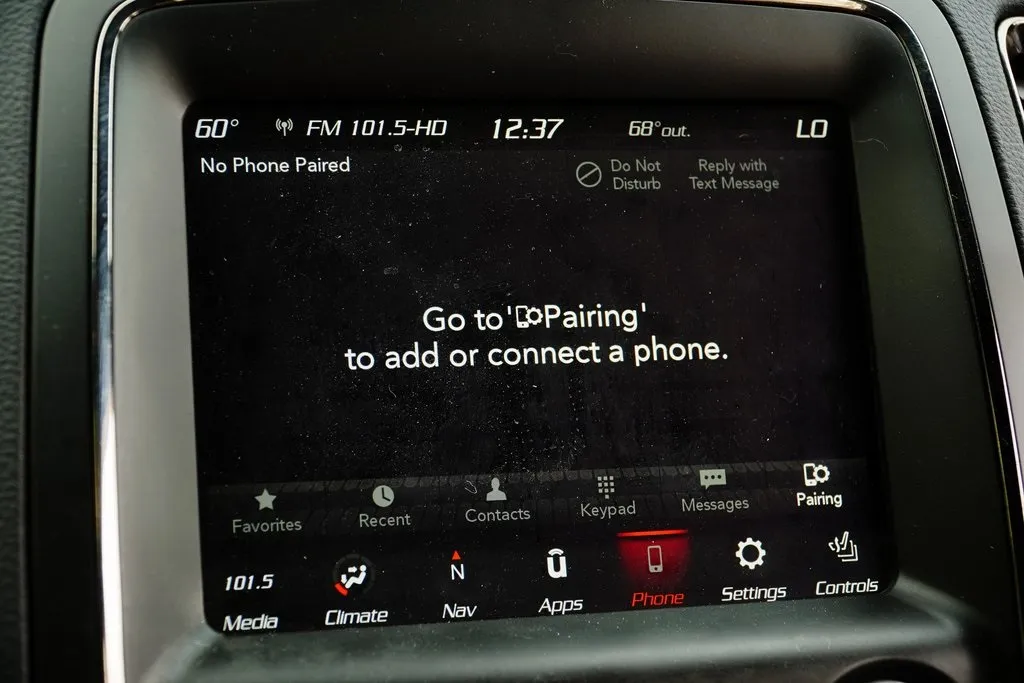 60° FM 101.5-HD 12:37 68° out. LO
No Phone Paired
Do Not Disturb
Reply with Text Message
Go to 'Pairing'
to add or connect a phone.
Favorites Recent Contacts Keypad Messages Pairing
101.5 N
Media Climate Nav Apps Phone Settings Controls